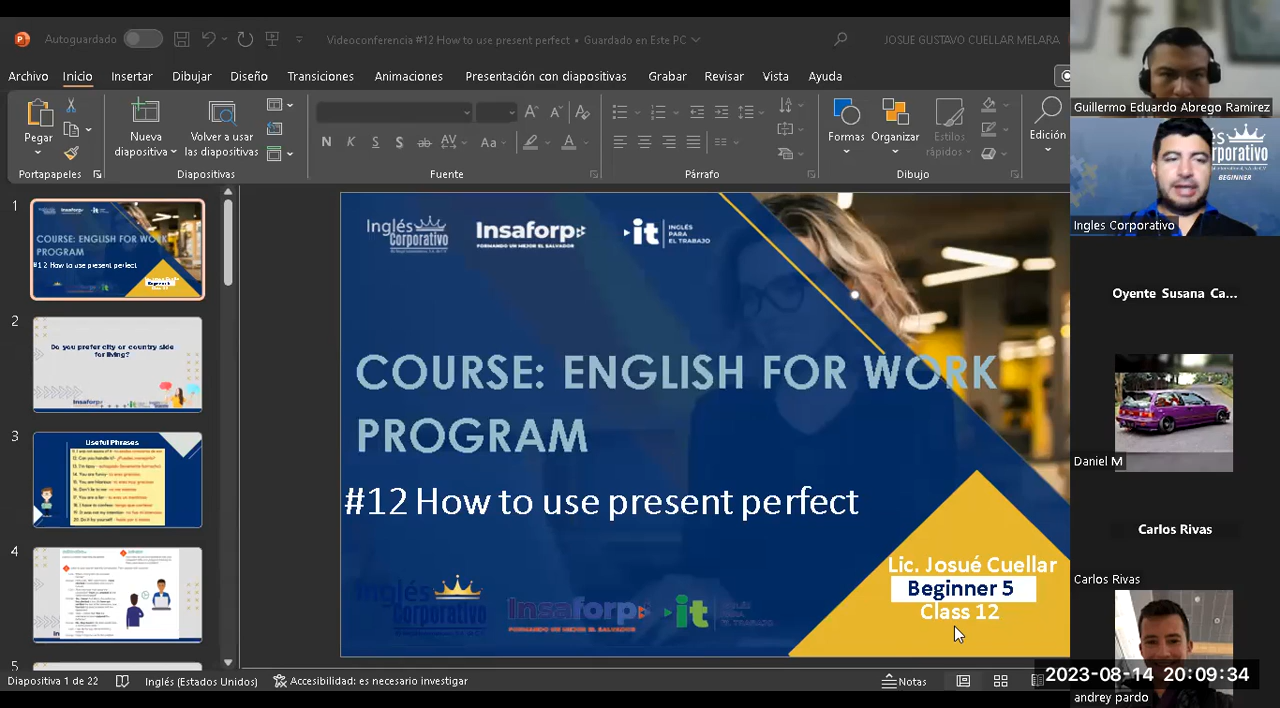 Autoguardado
Videoconferencia #12 How to use present perfect • Guardado en Este PC
JOSUE GUSTAVO CUELLAR MELARA
Archivo Inicio Insertar Dibujar Diseño Transiciones Animaciones Presentación con diapositivas Grabar Revisar Vista Ayuda
Pegar
Nueva diapositiva
Volver a usar las diapositivas
Formas
Organizar
Estilos rápidos
Edición
Portapapeles
Diapositivas
Fuente
Párrafo
Dibujo
1
COURSE: ENGLISH FOR WORK
PROGRAM
#12 How to use present perfect
2
Do you prefer city or country side
for living?
Insaforp
3
Useful Phrases
4
5
Inglés
Corporativo
Insaforp
FORMANDO UN MEJOR EL SALVADOR
it
INGLÉS
PARA
EL TRABAJO
COURSE: ENGLISH FOR WORK
PROGRAM
#12 How to use present perfect
Lic. Josué Cuellar
Beginner 5
Class 12
Diapositiva 1 de 22
Inglés (Estados Unidos)
Accesibilidad: es necesario investigar
Notas
Guillermo Eduardo Abrego Ramirez
BEGINNER
Ingles Corporativo
Oyente Susana Ca...
Daniel M
Carlos Rivas
Carlos Rivas
2023-08-14 20:09:34
andrey pardo